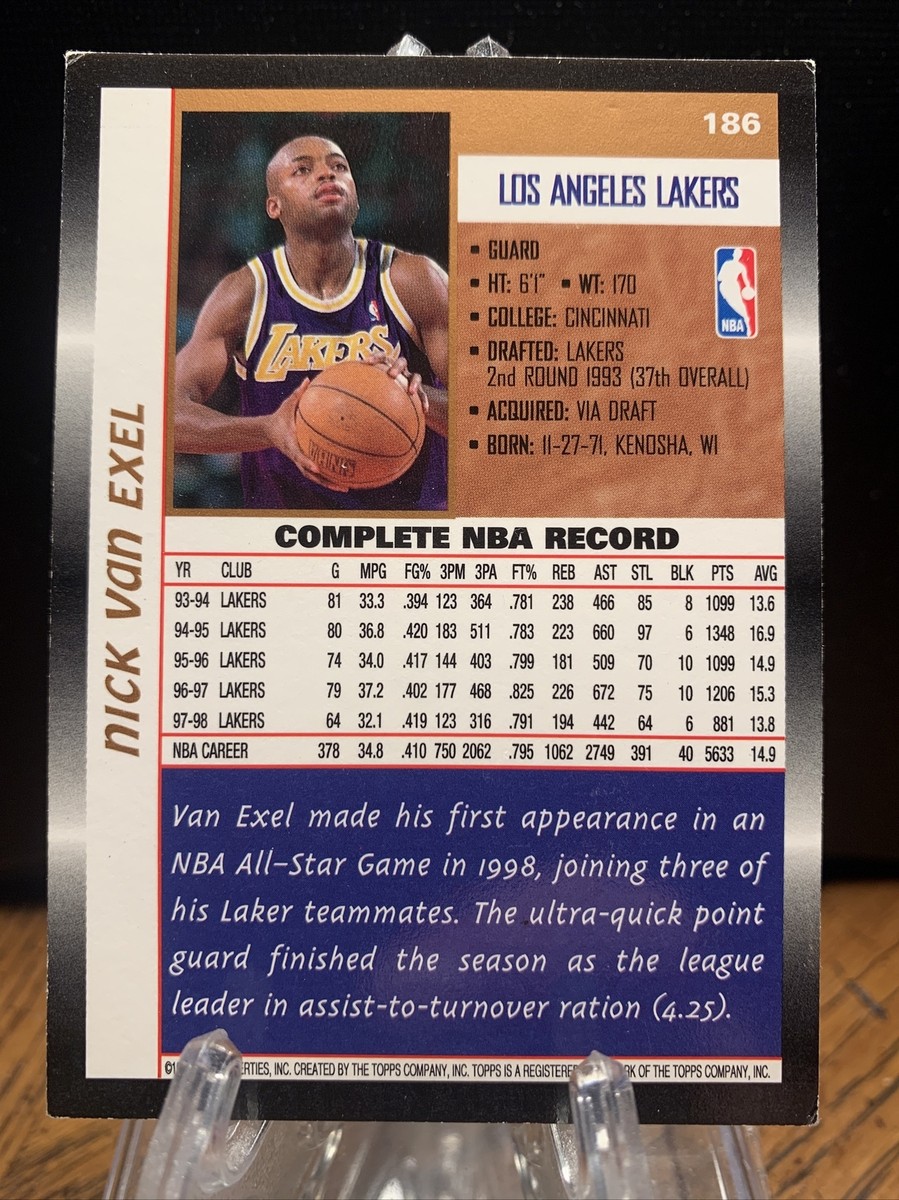 186
LOS ANGELES LAKERS
▪ GUARD
▪ HT: 6'1" ▪ WT: 170
▪ COLLEGE: CINCINNATI
▪ DRAFTED: LAKERS
2nd ROUND 1993 (37th OVERALL)
▪ ACQUIRED: VIA DRAFT
▪ BORN: 11-27-71, KENOSHA, WI
NBA
LAKERS
NICK Van EXEL
COMPLETE NBA RECORD
YR CLUB G MPG FG% 3PM 3PA FT% REB AST STL BLK PTS AVG
93-94 LAKERS 81 33.3 .394 123 364 .781 238 466 85 8 1099 13.6
94-95 LAKERS 80 36.8 .420 183 511 .783 223 660 97 6 1348 16.9
95-96 LAKERS 74 34.0 .417 144 403 .799 181 509 70 10 1099 14.9
96-97 LAKERS 79 37.2 .402 177 468 .825 226 672 75 10 1206 15.3
97-98 LAKERS 64 32.1 .419 123 316 .791 194 442 64 6 881 13.8
NBA CAREER 378 34.8 .410 750 2062 .795 1062 2749 391 40 5633 14.9
Van Exel made his first appearance in an
NBA All-Star Game in 1998, joining three of
his Laker teammates. The ultra-quick point
guard finished the season as the league
leader in assist-to-turnover ration (4.25).
ERTIES, INC. CREATED BY THE TOPPS COMPANY, INC. TOPPS IS A REGISTERE RK OF THE TOPPS COMPANY, INC.